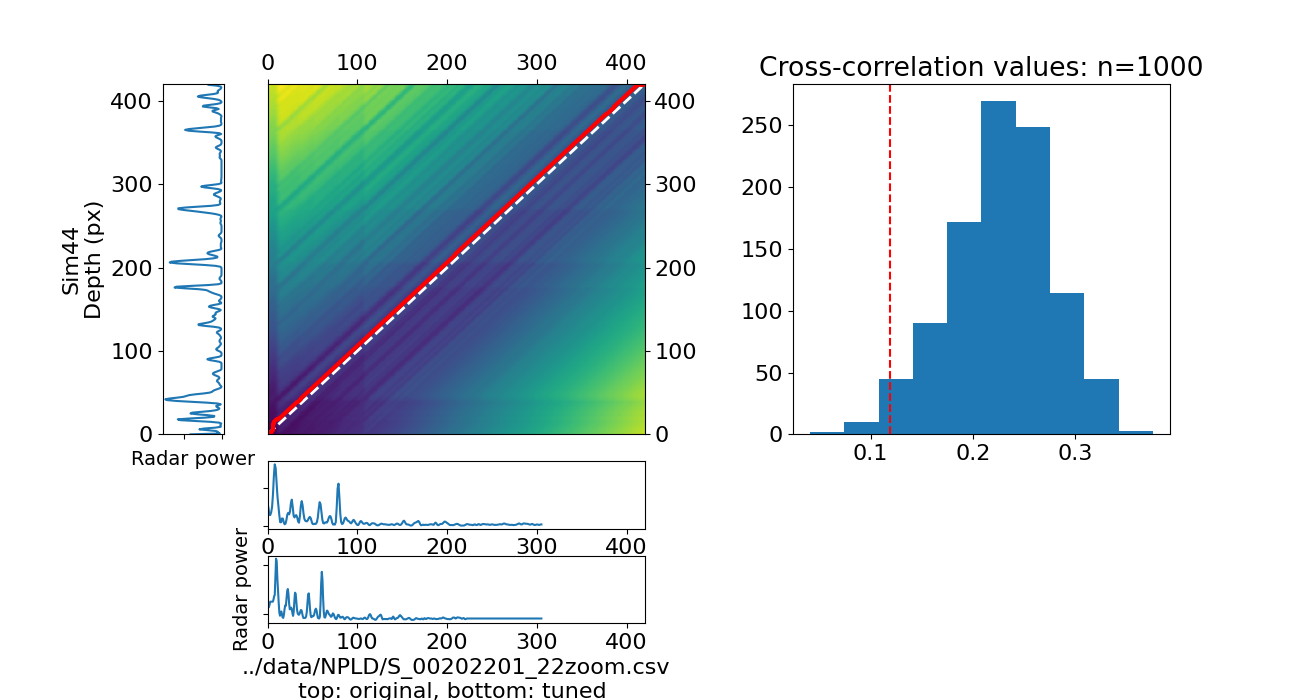 Cross-correlation values: n=1000
0 100 200 300 400
400
300
200
100
0
Sim44
Depth (px)
Radar power
400
300
200
100
0
250
200
150
100
50
0
0.1 0.2 0.3
0 100 200 300 400
Radar power
0 100 200 300 400
../data/NPLD/S_00202201_22zoom.csv
top: original, bottom: tuned